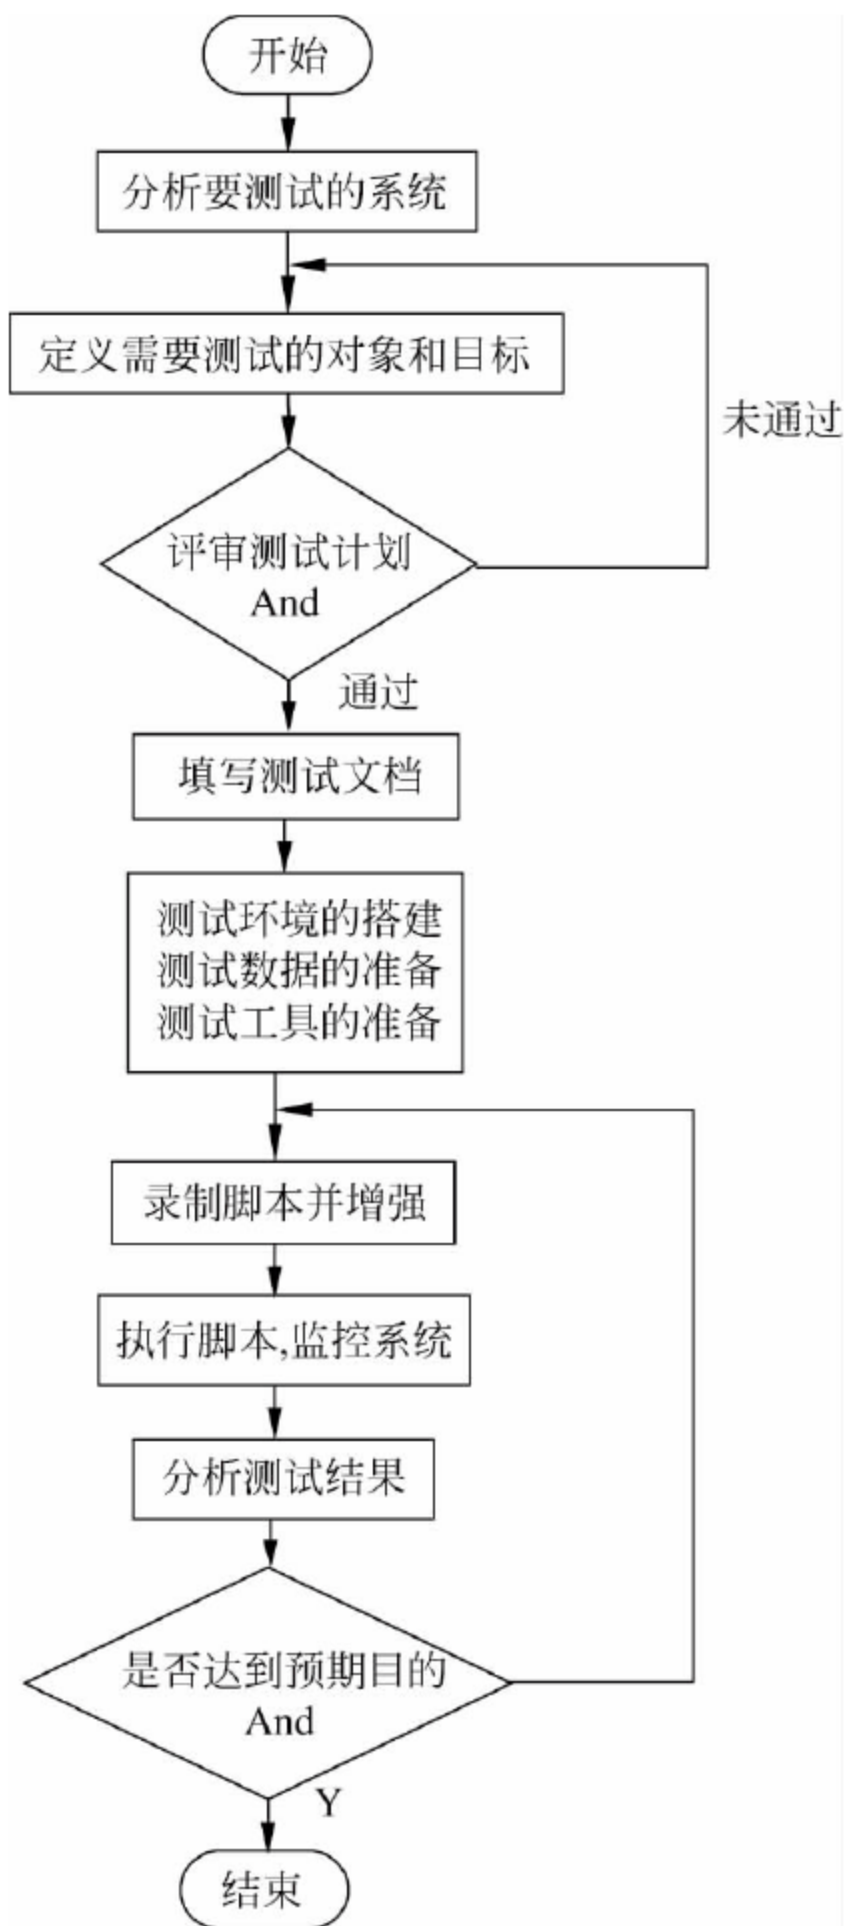 开始
分析要测试的系统
定义需要测试的对象和目标
未通过
评审测试计划
And
通过
填写测试文档
测试环境的搭建
测试数据的准备
测试工具的准备
录制脚本并增强
执行脚本,监控系统
分析测试结果
是否达到预期目的
And
Y
结束